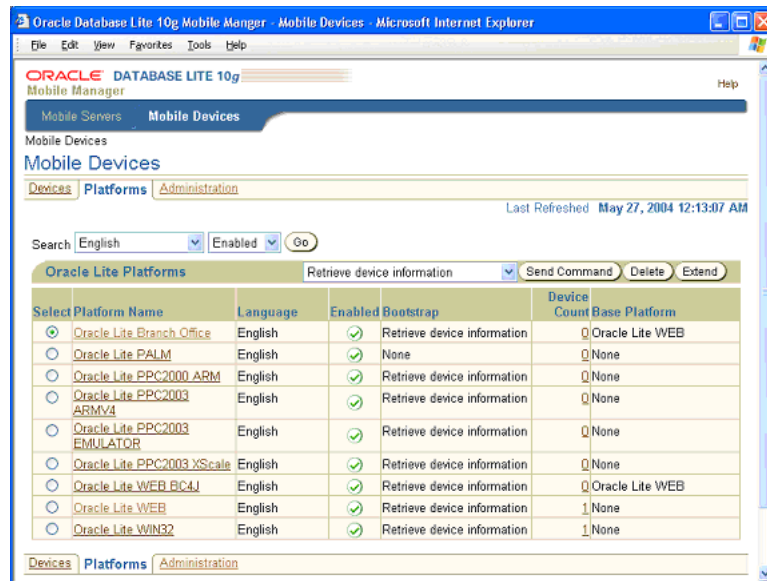 Oracle Database Lite 10g Mobile Manger - Mobile Devices - Microsoft Internet Explorer
File Edit View Favorites Tools Help
ORACLE DATABASE LITE 10g
Mobile Manager
Help
Mobile Servers Mobile Devices
Mobile Devices
Mobile Devices
Devices Platforms Administration
Last Refreshed May 27, 2004 12:13:07 AM
Search English Enabled Go
Oracle Lite Platforms Retrieve device information Send Command Delete Extend
Select Platform Name Language Enabled Bootstrap Device Count Base Platform
Oracle Lite Branch Office English Retrieve device information 0 Oracle Lite WEB
Oracle Lite PALM English None 0 None
Oracle Lite PPC2000 ARM English Retrieve device information 0 None
Oracle Lite PPC2003 ARMV4 English Retrieve device information 0 None
Oracle Lite PPC2003 EMULATOR English Retrieve device information 0 None
Oracle Lite PPC2003 XScale English Retrieve device information 0 None
Oracle Lite WEB BC4J English Retrieve device information 0 Oracle Lite WEB
Oracle Lite WEB English Retrieve device information 1 None
Oracle Lite WIN32 English Retrieve device information 1 None
Devices Platforms Administration